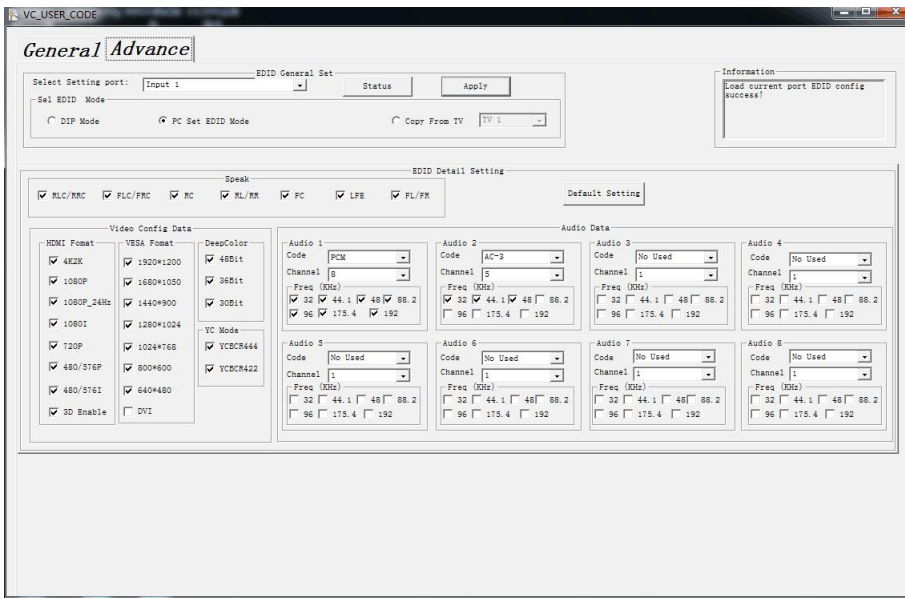 VC_USER_CODE
General Advance
EDID General Set
Select Setting port: Input 1 Status Apply
Sel EDID Mode
DIP Mode PC Set EDID Mode Copy From TV TV 1
Information
Load current port EDID config
success!
EDID Detail Setting
Speak
RLC/RRC FLC/FRC RC RL/RR FC LFE FL/FR
Default Setting
Video Config Data
HDMI Fomat
4K2K
1080P
1080P_24Hz
1080I
720P
480/576P
480/576I
3D Enable
VESA Fomat
1920*1200
1680*1050
1440*900
1280*1024
1024*768
800*600
640*480
DVI
DeepColor
48Bit
36Bit
30Bit
YC Mode
YCBCR444
YCBCR422
Audio Data
Audio 1
Code PCM
Channel 8
Freq (KHz)
32 44.1 48 88.2
96 175.4 192
Audio 2
Code AC-3
Channel 5
Freq (KHz)
32 44.1 48 88.2
96 175.4 192
Audio 3
Code No Used
Channel 1
Freq (KHz)
32 44.1 48 88.2
96 175.4 192
Audio 4
Code No Used
Channel 1
Freq (KHz)
32 44.1 48 88.2
96 175.4 192
Audio 5
Code No Used
Channel 1
Freq (KHz)
32 44.1 48 88.2
96 175.4 192
Audio 6
Code No Used
Channel 1
Freq (KHz)
32 44.1 48 88.2
96 175.4 192
Audio 7
Code No Used
Channel 1
Freq (KHz)
32 44.1 48 88.2
96 175.4 192
Audio 8
Code No Used
Channel 1
Freq (KHz)
32 44.1 48 88.2
96 175.4 192